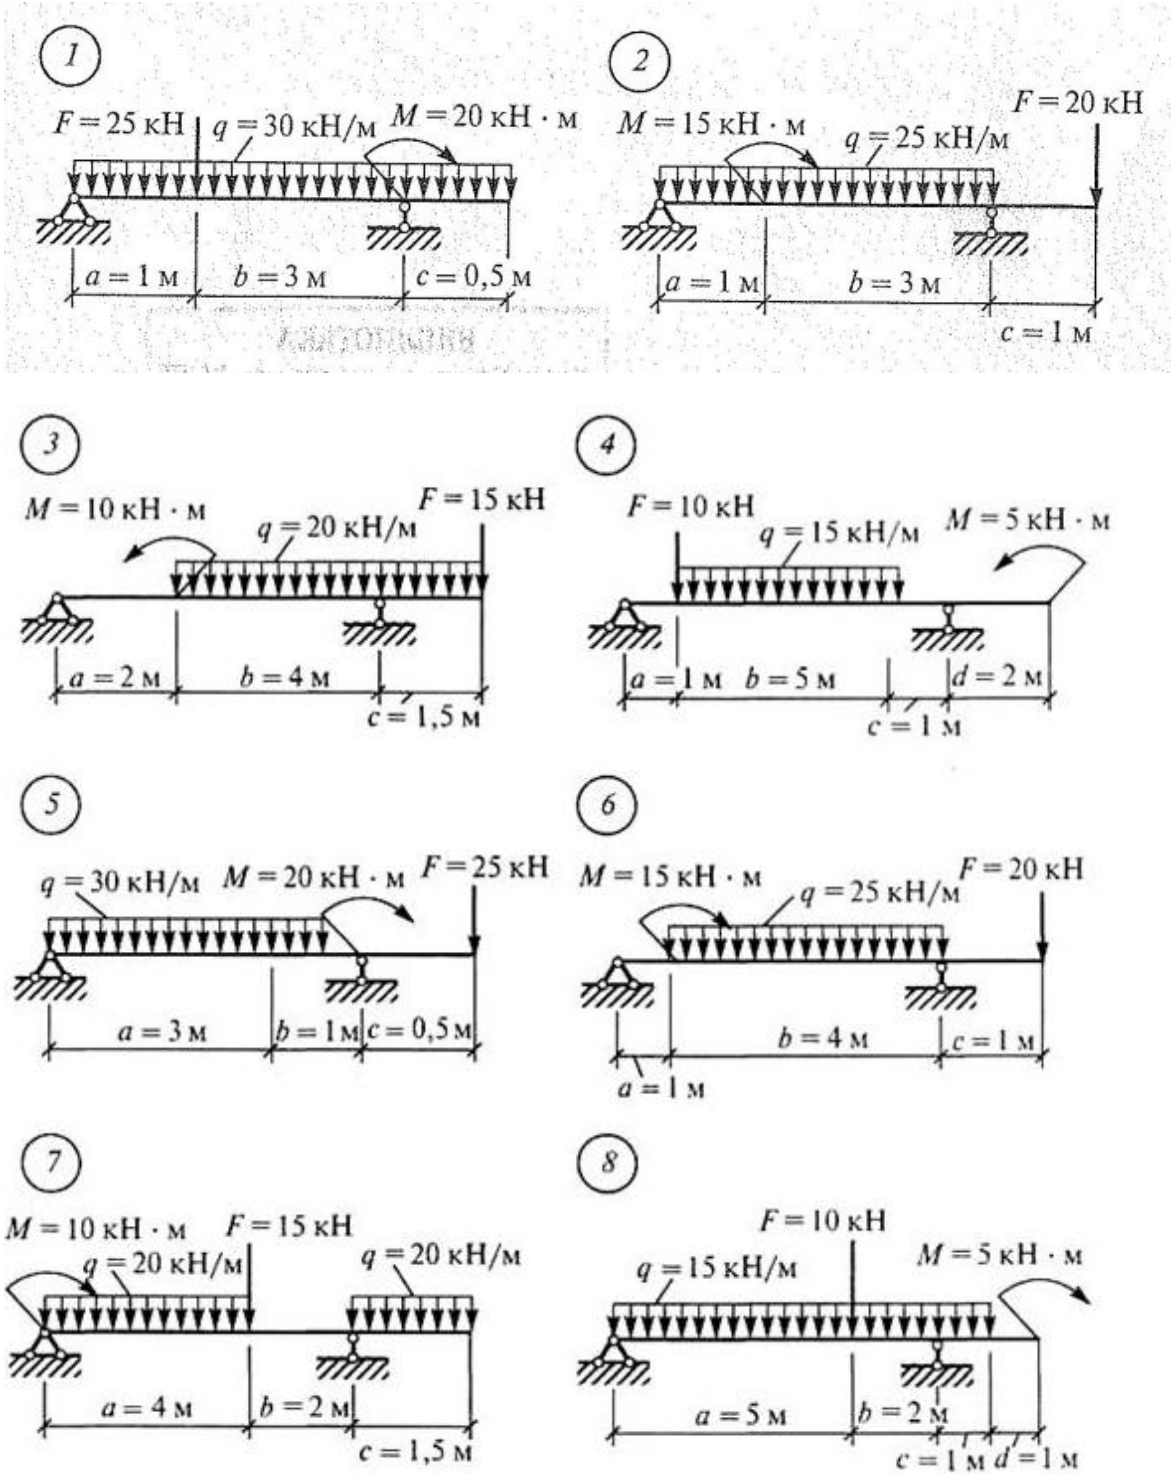 1
F = 25 кН
q = 30 кН/м
M = 20 кН · м
a = 1 м
b = 3 м
c = 0,5 м
2
M = 15 кН · м
q = 25 кН/м
F = 20 кН
a = 1 м
b = 3 м
c = 1 м
3
M = 10 кН · м
q = 20 кН/м
F = 15 кН
a = 2 м
b = 4 м
c = 1,5 м
4
F = 10 кН
q = 15 кН/м
M = 5 кН · м
a = 1 м
b = 5 м
d = 2 м
c = 1 м
5
q = 30 кН/м
M = 20 кН · м
F = 25 кН
a = 3 м
b = 1 м
c = 0,5 м
6
M = 15 кН · м
q = 25 кН/м
F = 20 кН
b = 4 м
c = 1 м
a = 1 м
7
M = 10 кН · м
F = 15 кН
q = 20 кН/м
q = 20 кН/м
a = 4 м
b = 2 м
c = 1,5 м
8
F = 10 кН
q = 15 кН/м
M = 5 кН · м
a = 5 м
b = 2 м
c = 1 м
d = 1 м